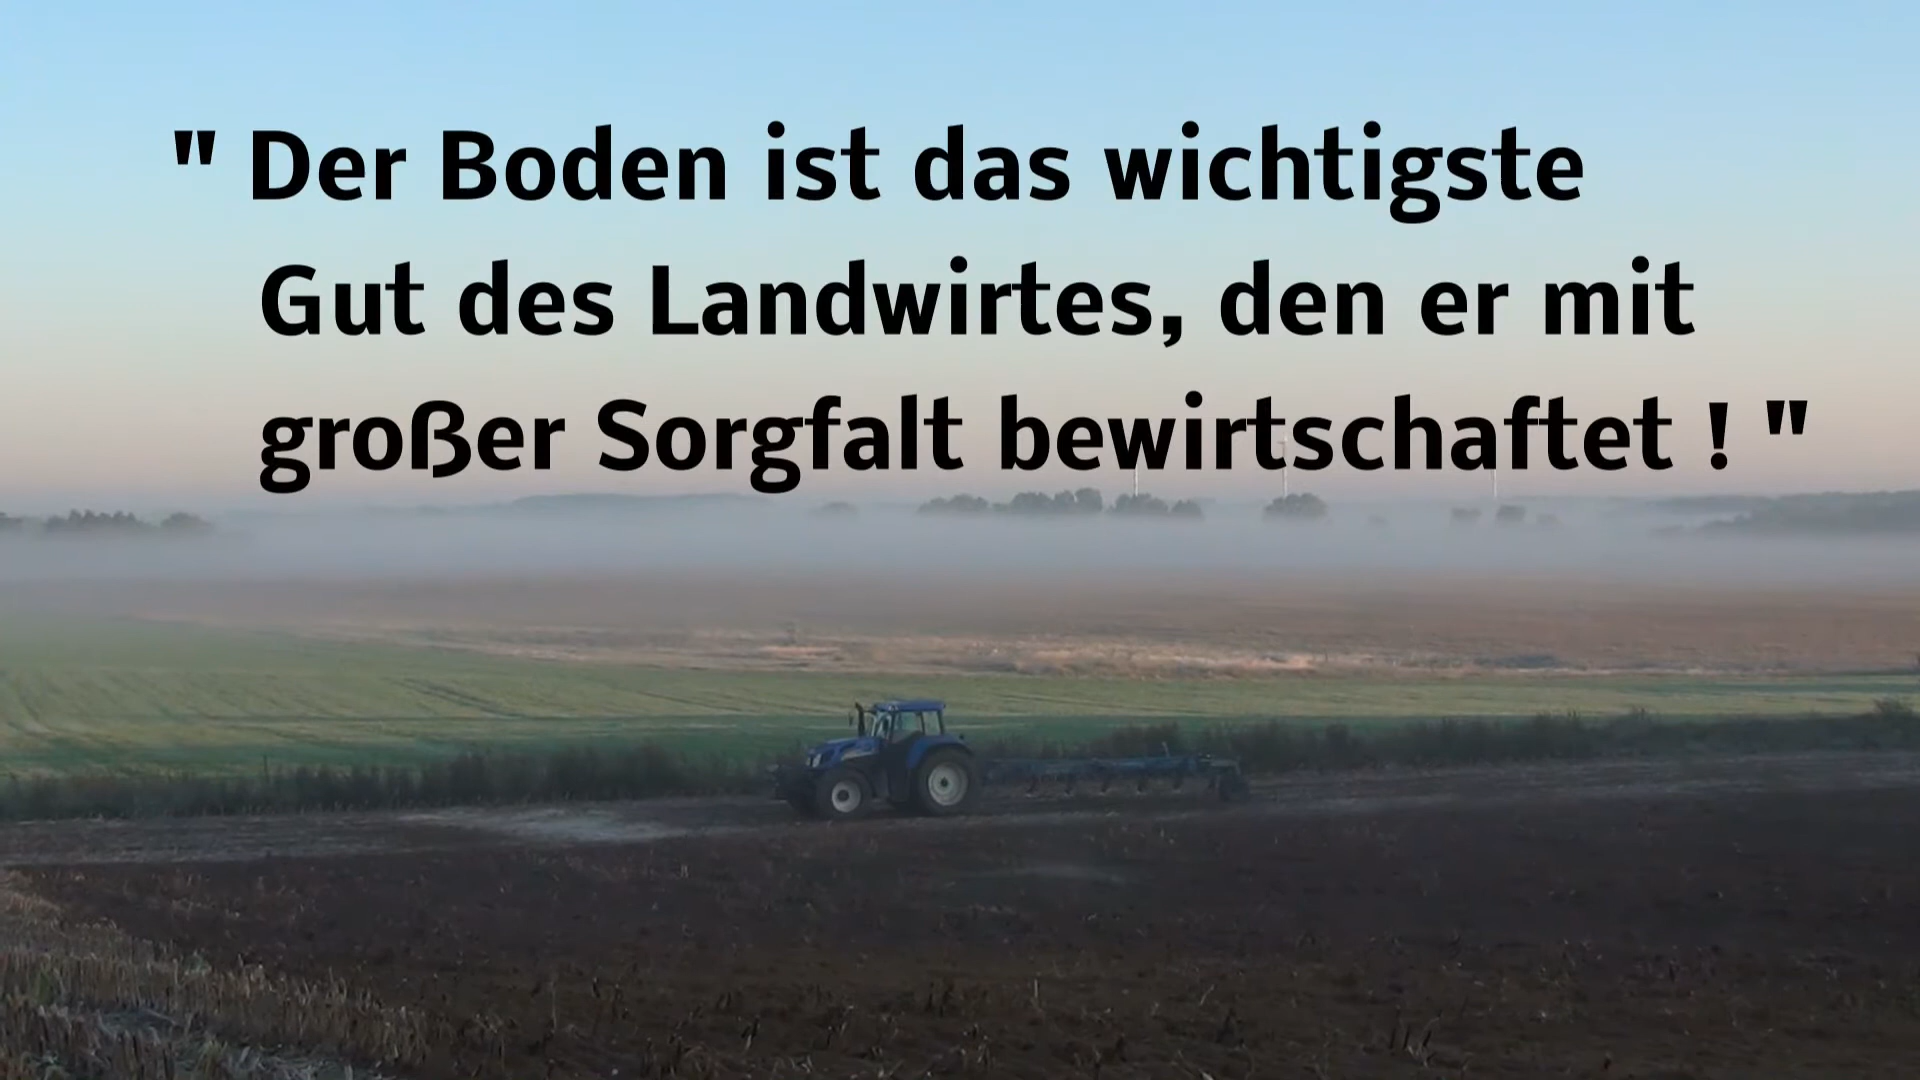 " Der Boden ist das wichtigste
Gut des Landwirtes, den er mit
großer Sorgfalt bewirtschaftet ! "